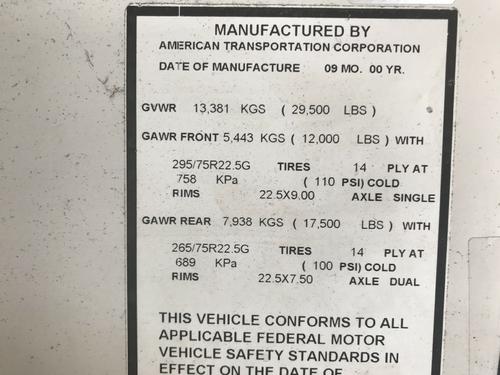 MANUFACTURED BY
AMERICAN TRANSPORTATION CORPORATION
DATE OF MANUFACTURE 09 MO. 00 YR.
GVWR 13,381 KGS ( 29,500 LBS )
GAWR FRONT 5,443 KGS ( 12,000 LBS ) WITH
295/75R22.5G TIRES 14 PLY AT
758 KPa ( 110 PSI) COLD
RIMS 22.5X9.00 AXLE SINGLE
GAWR REAR 7,938 KGS ( 17,500 LBS ) WITH
265/75R22.5G TIRES 14 PLY AT
689 KPa ( 100 PSI) COLD
RIMS 22.5X7.50 AXLE DUAL
THIS VEHICLE CONFORMS TO ALL
APPLICABLE FEDERAL MOTOR
VEHICLE SAFETY STANDARDS IN
EFFECT ON THE DATE OF